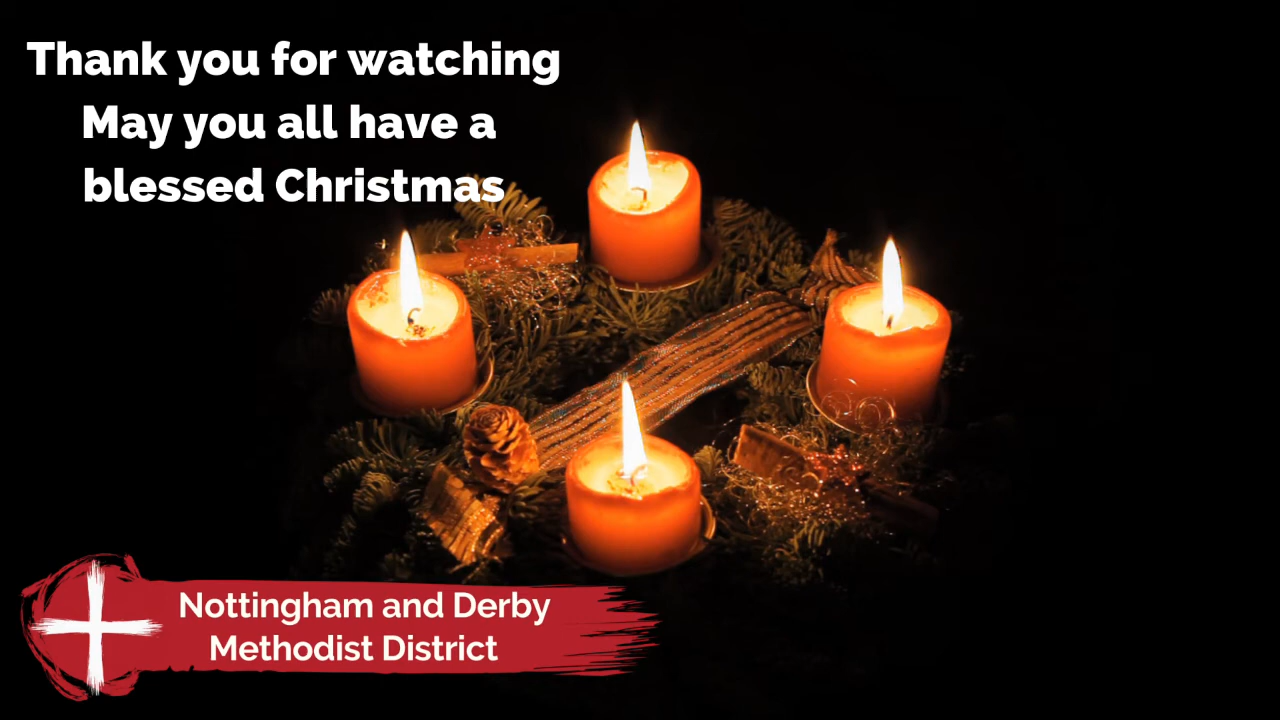 Thank you for watching
May you all have a
blessed Christmas
Nottingham and Derby
Methodist District